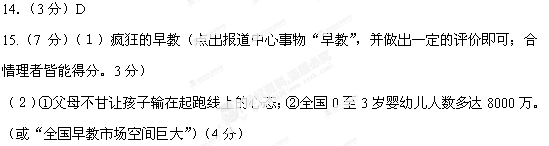 14.（3分）D
15.（7分）(1）疯狂的早教（点出报道中心事物“早教”，并做出一定的评价即可；合
情理者皆能得分。3分）
（2）①父母不甘让孩子输在起跑线上的心态；②全国0至3岁婴幼儿人数多达8000万。
（或“全国早教市场空间巨大”）（4分）